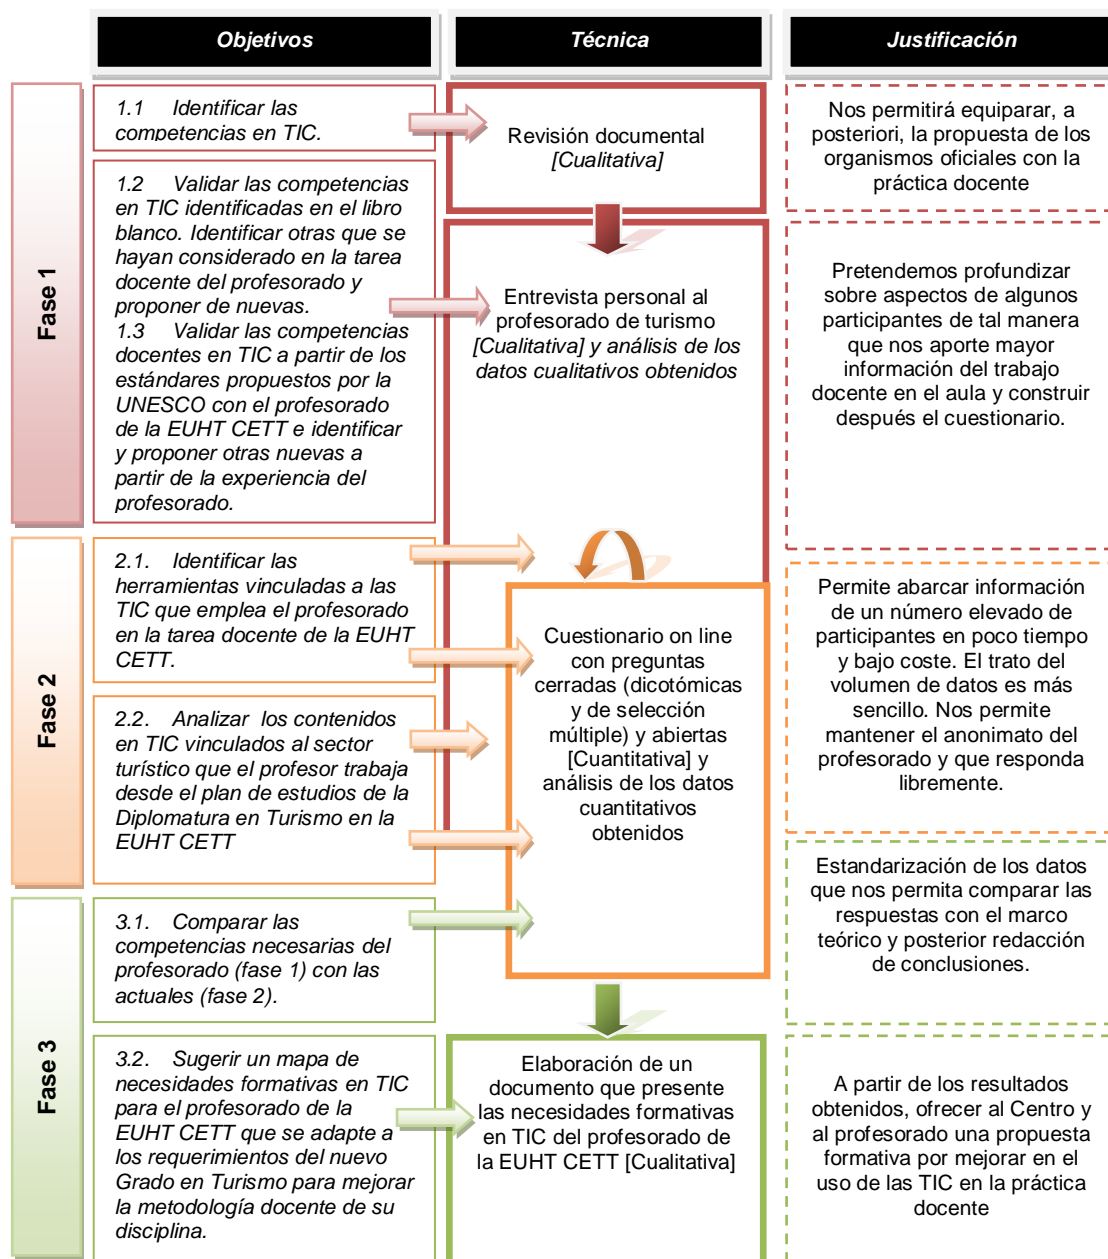 Objetivos
Técnica
Justificación
Fase 1
1.1 Identificar las
competencias en TIC.
Revisión documental
[Cualitativa]
Nos permitirá equiparar, a
posteriori, la propuesta de los
organismos oficiales con la
práctica docente
1.2 Validar las competencias
en TIC identificadas en el libro
blanco. Identificar otras que se
hayan considerado en la tarea
docente del profesorado y
proponer de nuevas.
1.3 Validar las competencias
docentes en TIC a partir de los
estándares propuestos por la
UNESCO con el profesorado
de la EUHT CETT e identificar
y proponer otras nuevas a
partir de la experiencia del
profesorado.
Entrevista personal al
profesorado de turismo
[Cualitativa] y análisis de los
datos cualitativos obtenidos
Pretendemos profundizar
sobre aspectos de algunos
participantes de tal manera
que nos aporte mayor
información del trabajo
docente en el aula y construir
después el cuestionario.
Fase 2
2.1. Identificar las
herramientas vinculadas a las
TIC que emplea el profesorado
en la tarea docente de la EUHT
CETT.
2.2. Analizar los contenidos
en TIC vinculados al sector
turístico que el profesor trabaja
desde el plan de estudios de la
Diplomatura en Turismo en la
EUHT CETT
Cuestionario on line
con preguntas
cerradas (dicotómicas
y de selección
múltiple) y abiertas
[Cuantitativa] y
análisis de los datos
cuantitativos
obtenidos
Permite abarcar información
de un número elevado de
participantes en poco tiempo
y bajo coste. El trato del
volumen de datos es más
sencillo. Nos permite
mantener el anonimato del
profesorado y que responda
libremente.
Fase 3
3.1. Comparar las
competencias necesarias del
profesorado (fase 1) con las
actuales (fase 2).
Estandarización de los datos
que nos permita comparar las
respuestas con el marco
teórico y posterior redacción
de conclusiones.
3.2. Sugerir un mapa de
necesidades formativas en TIC
para el profesorado de la
EUHT CETT que se adapte a
los requerimientos del nuevo
Grado en Turismo para mejorar
la metodología docente de su
disciplina.
Elaboración de un
documento que presente
las necesidades formativas
en TIC del profesorado de
la EUHT CETT [Cualitativa]
A partir de los resultados
obtenidos, ofrecer al Centro y
al profesorado una propuesta
formativa por mejorar en el
uso de las TIC en la práctica
docente